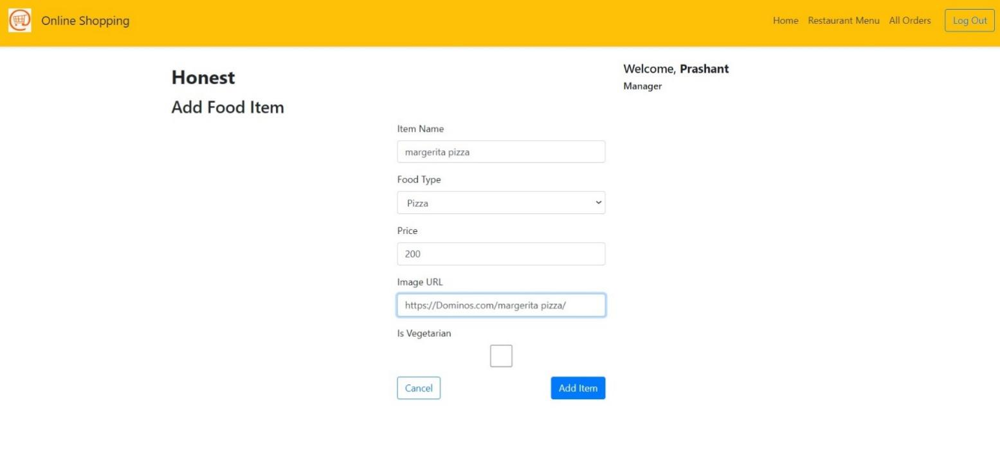 Online Shopping
Home Restaurant Menu All Orders Log Out
Honest
Welcome, Prashant
Manager
Add Food Item
Item Name
margerita pizza
Food Type
Pizza
Price
200
Image URL
https://Dominos.com/margerita pizza/
Is Vegetarian
Cancel Add Item